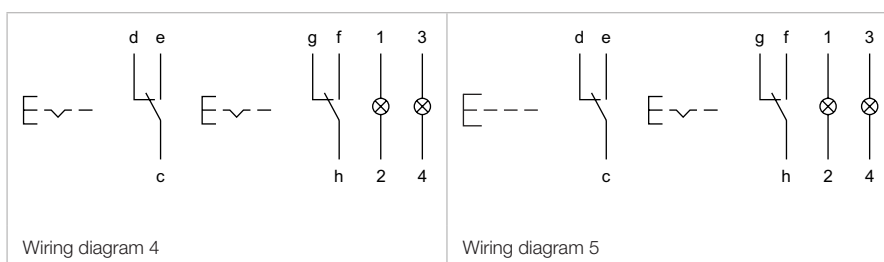 d e g f 1 3
c h 2 4
Wiring diagram 4
d e g f 1 3
c h 2 4
Wiring diagram 5